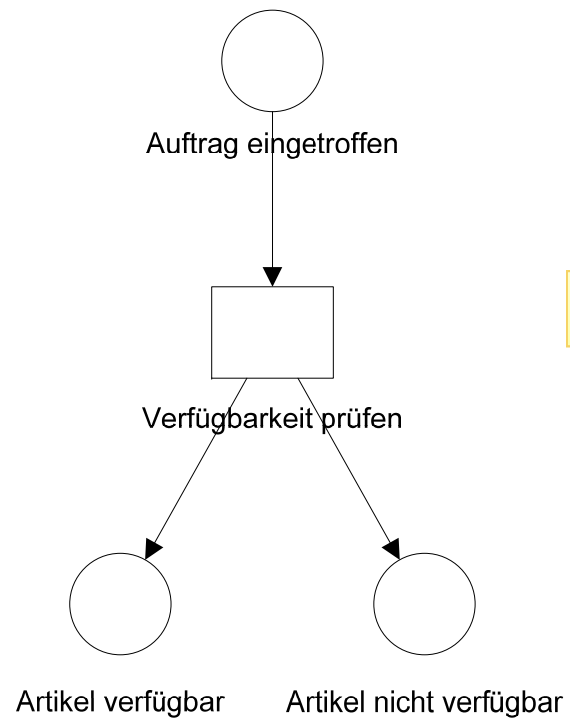 Auftrag eingetroffen
Verfügbarkeit prüfen
Artikel verfügbar
Artikel nicht verfügbar